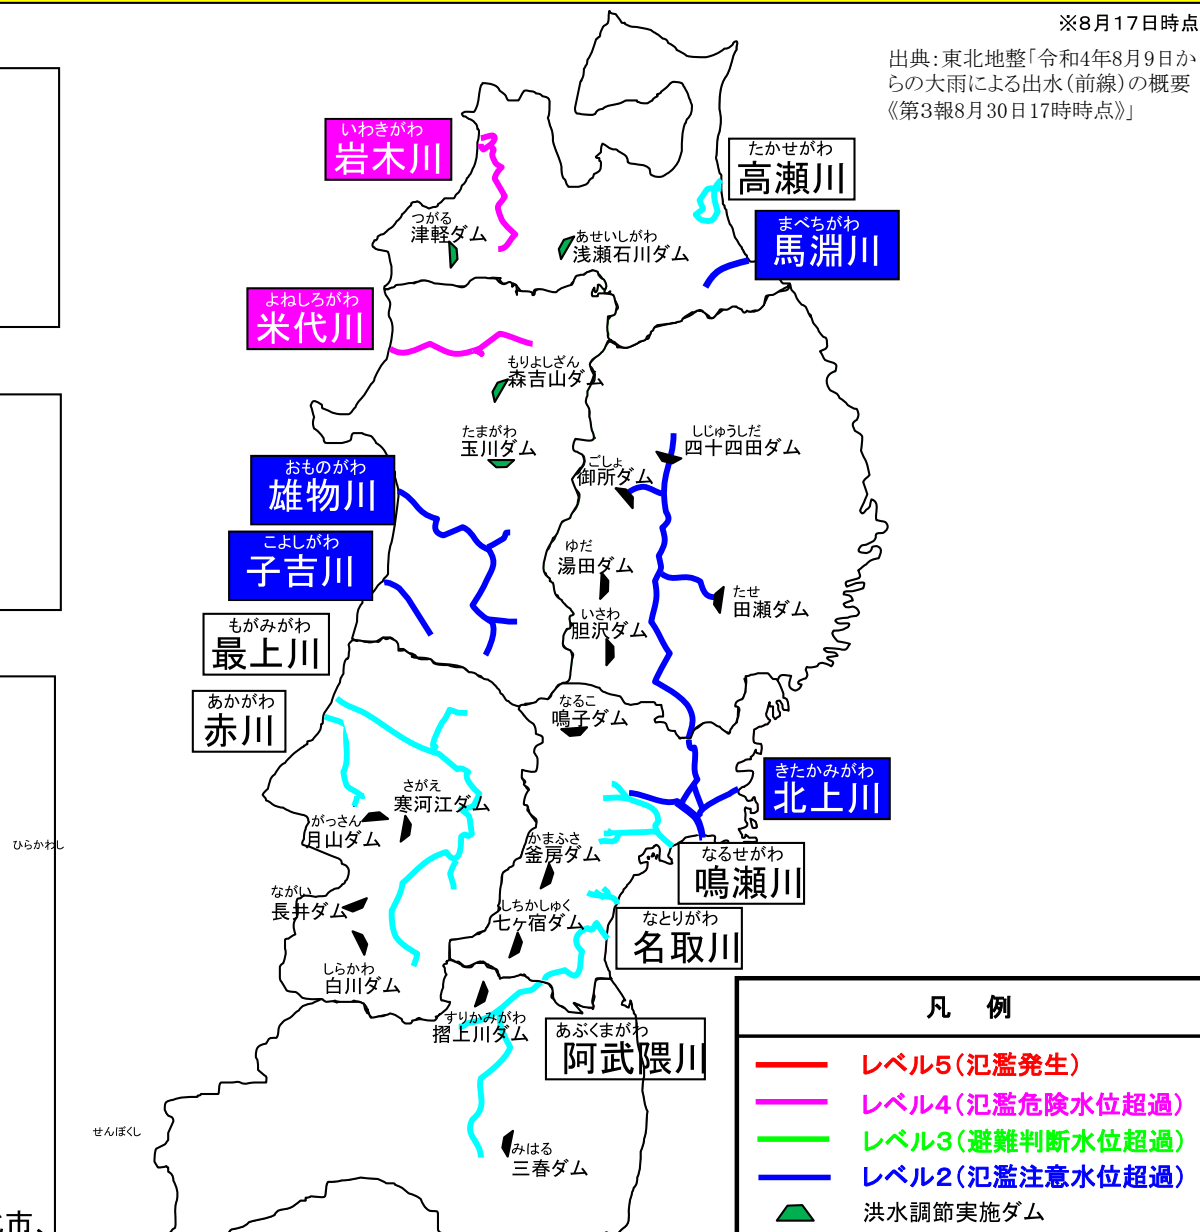 ※8月17日時点
出典：東北地整「令和4年8月9日か
らの大雨による出水（前線）の概要
《第3報8月30日17時時点》」
いわきがわ
岩木川
たかせがわ
高瀬川
つがる
津軽ダム
あせいしがわ
浅瀬石川ダム
まべちがわ
馬淵川
よねしろがわ
米代川
もりよしざん
森吉山ダム
たまがわ
玉川ダム
しじゅうしだ
四十四田ダム
ごしょ
御所ダム
おものがわ
雄物川
こよしがわ
子吉川
ゆだ
湯田ダム
たせ
田瀬ダム
いさわ
胆沢ダム
もがみがわ
最上川
あかがわ
赤川
なるこ
鳴子ダム
きたかみがわ
北上川
さがえ
寒河江ダム
がっさん
月山ダム
ひらかわし
かまふさ
釜房ダム
なるせがわ
鳴瀬川
ながい
長井ダム
しちかしゅく
七ヶ宿ダム
なとりがわ
名取川
しらかわ
白川ダム
すりかみがわ
摺上川ダム
あぶくまがわ
阿武隈川
せんぼくし
みはる
三春ダム
凡 例
レベル5（氾濫発生）
レベル4（氾濫危険水位超過）
レベル3（避難判断水位超過）
レベル2（氾濫注意水位超過）
洪水調節実施ダム
市、